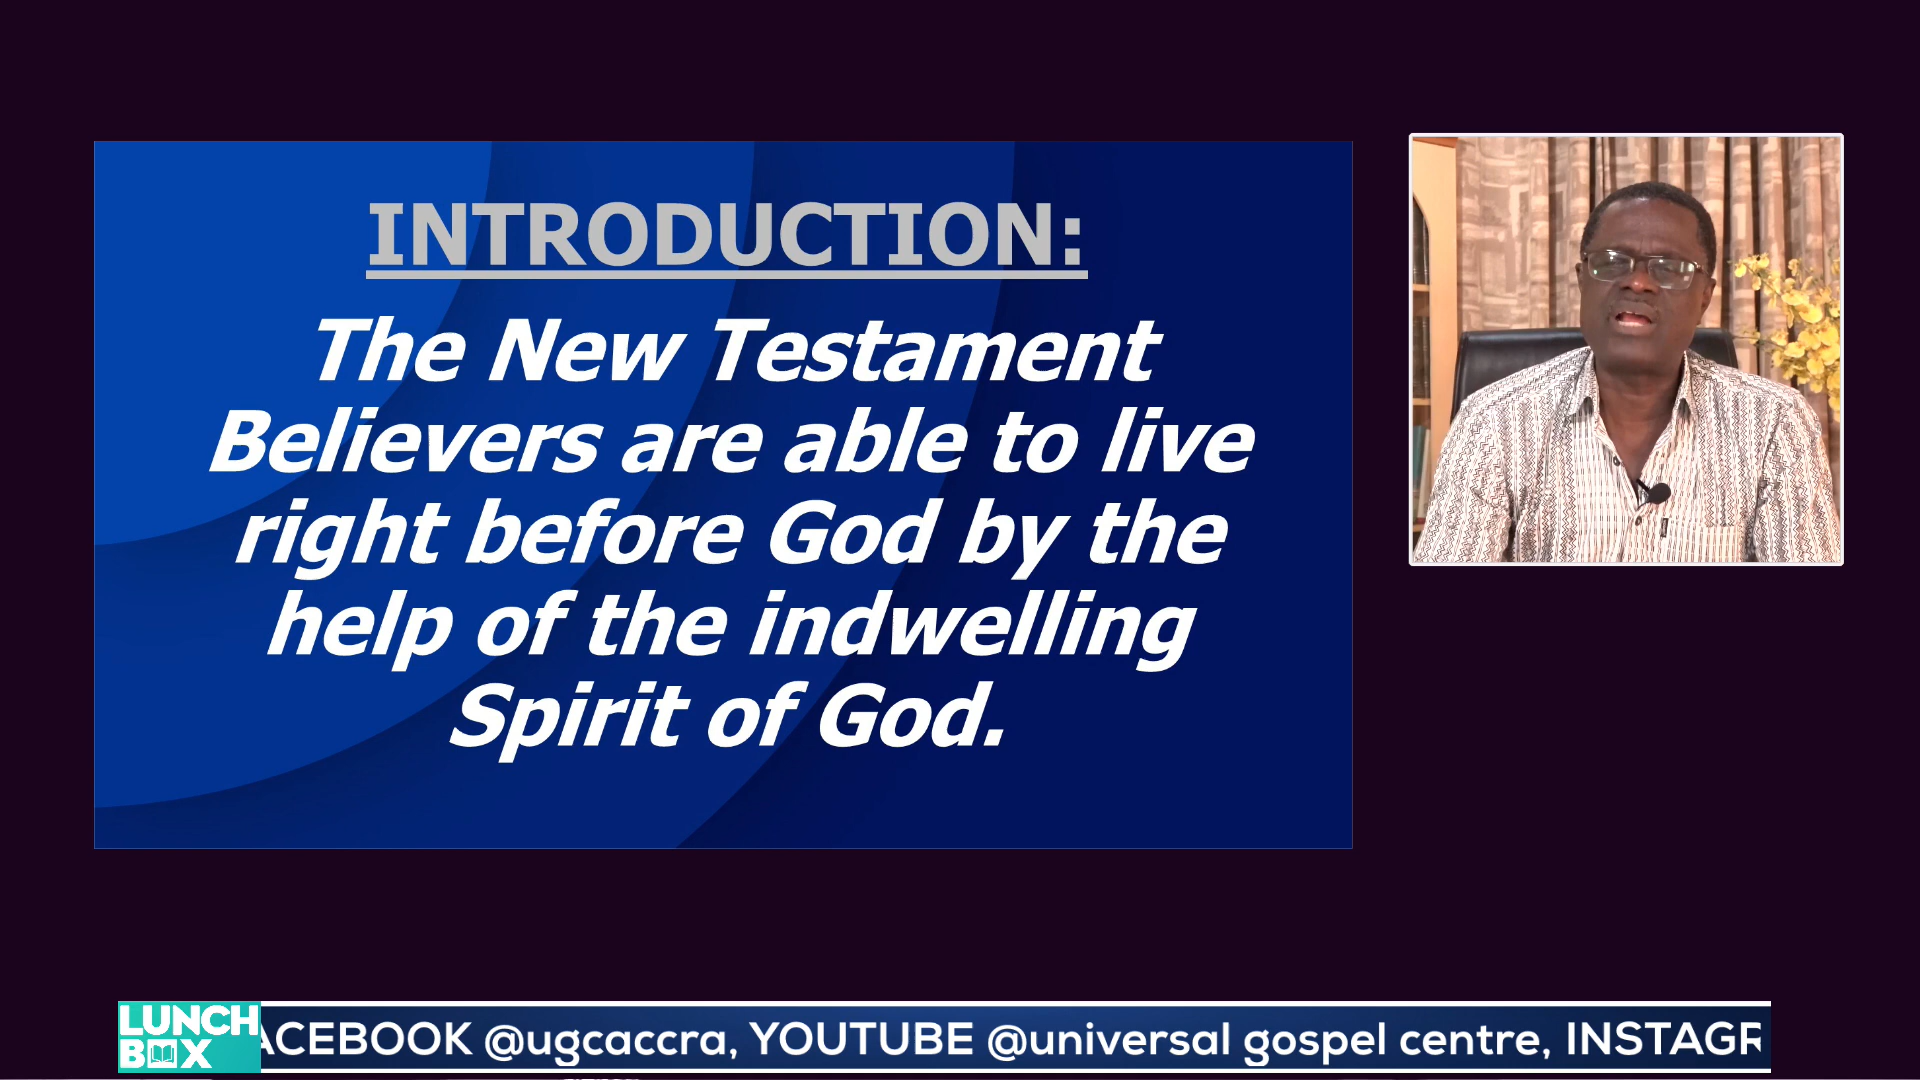 INTRODUCTION:
The New Testament
Believers are able to live
right before God by the
help of the indwelling
Spirit of God.
LUNCH
BOX
ACEBOOK @ugcaccra, YOUTUBE @universal gospel centre, INSTAGR